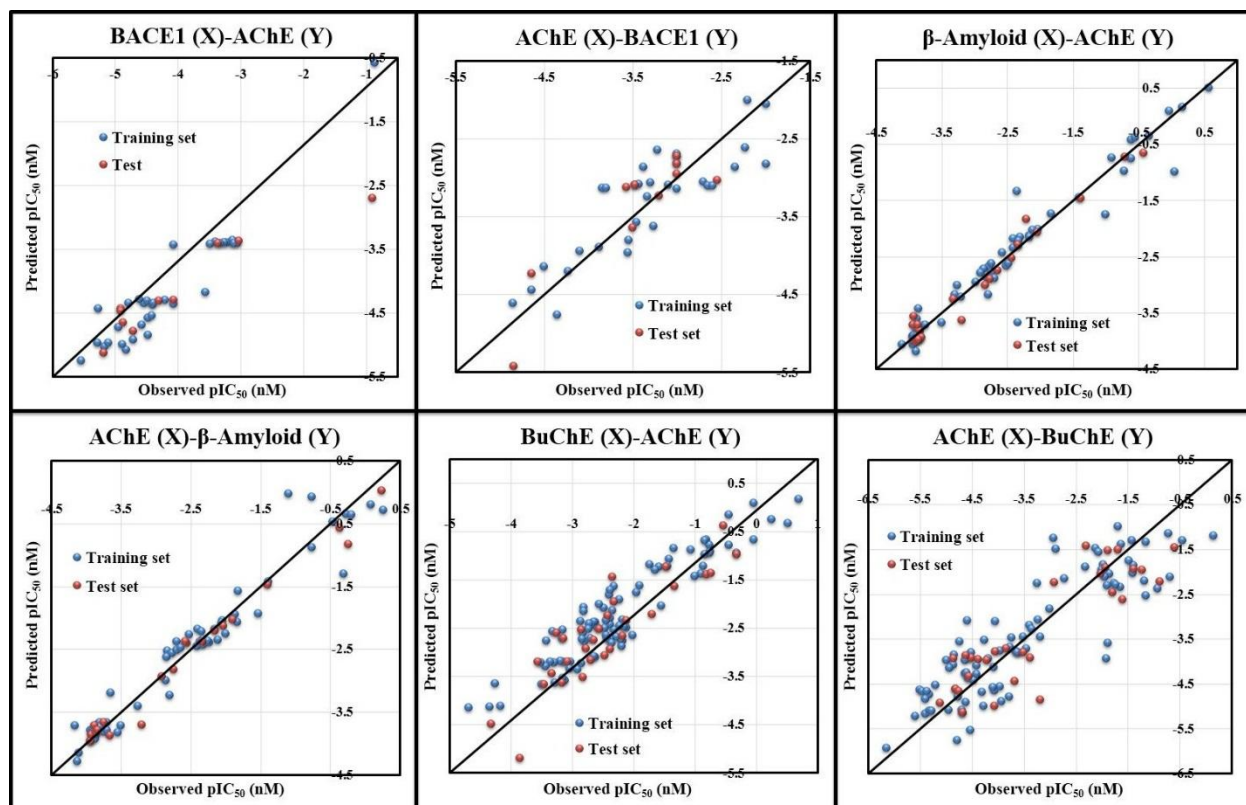 BACE1 (X)-AChE (Y)
-6 -5 -4 -3 -2 -1
-0.5
-1.5
-2.5
-3.5
-4.5
-5.5
Training set
Test
Predicted pIC50 (nM)
Observed pIC50 (nM)
AChE (X)-BACE1 (Y)
-5.5 -4.5 -3.5 -2.5 -1.5
-1.5
-2.5
-3.5
-4.5
-5.5
Training set
Test set
Predicted pIC50 (nM)
Observed pIC50 (nM)
β-Amyloid (X)-AChE (Y)
-4.5 -3.5 -2.5 -1.5 -0.5 0.5
0.5
-0.5
-1.5
-2.5
-3.5
-4.5
Training set
Test set
Predicted pIC50 (nM)
Observed pIC50 (nM)
AChE (X)-β-Amyloid (Y)
-4.5 -3.5 -2.5 -1.5 -0.5 0.5
0.5
-0.5
-1.5
-2.5
-3.5
-4.5
Training set
Test set
Predicted pIC50 (nM)
Observed pIC50 (nM)
BuChE (X)-AChE (Y)
-5 -4 -3 -2 -1 0 1
0.5
-0.5
-1.5
-2.5
-3.5
-4.5
-5.5
Training set
Test set
Predicted pIC50 (nM)
Observed pIC50 (nM)
AChE (X)-BuChE (Y)
-6.5 -5.5 -4.5 -3.5 -2.5 -1.5 -0.5 0.5
0.5
-0.5
-1.5
-2.5
-3.5
-4.5
-5.5
-6.5
Training set
Test set
Predicted pIC50 (nM)
Observed pIC50 (nM)